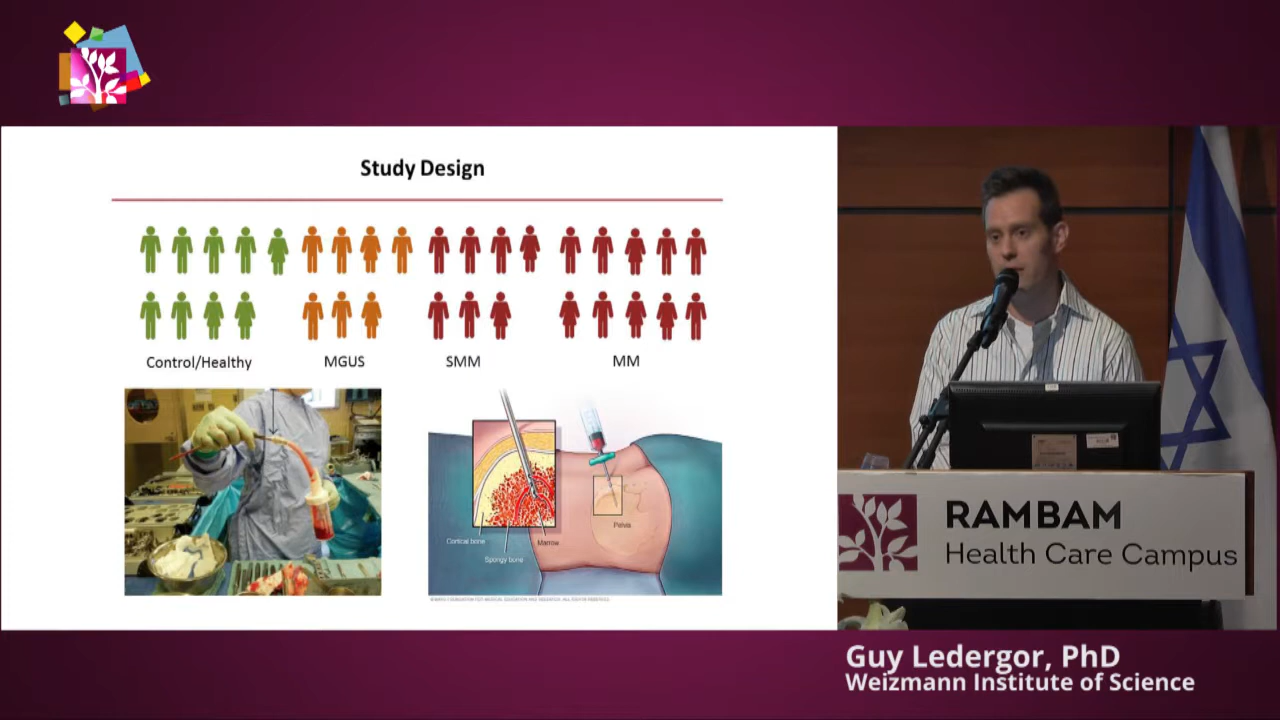 Study Design
Control/Healthy
MGUS
SMM
MM
Cortical bone
Spongy bone
Marrow
Pelvis
RAMBAM
Health Care Campus
Guy Ledergor, PhD
Weizmann Institute of Science